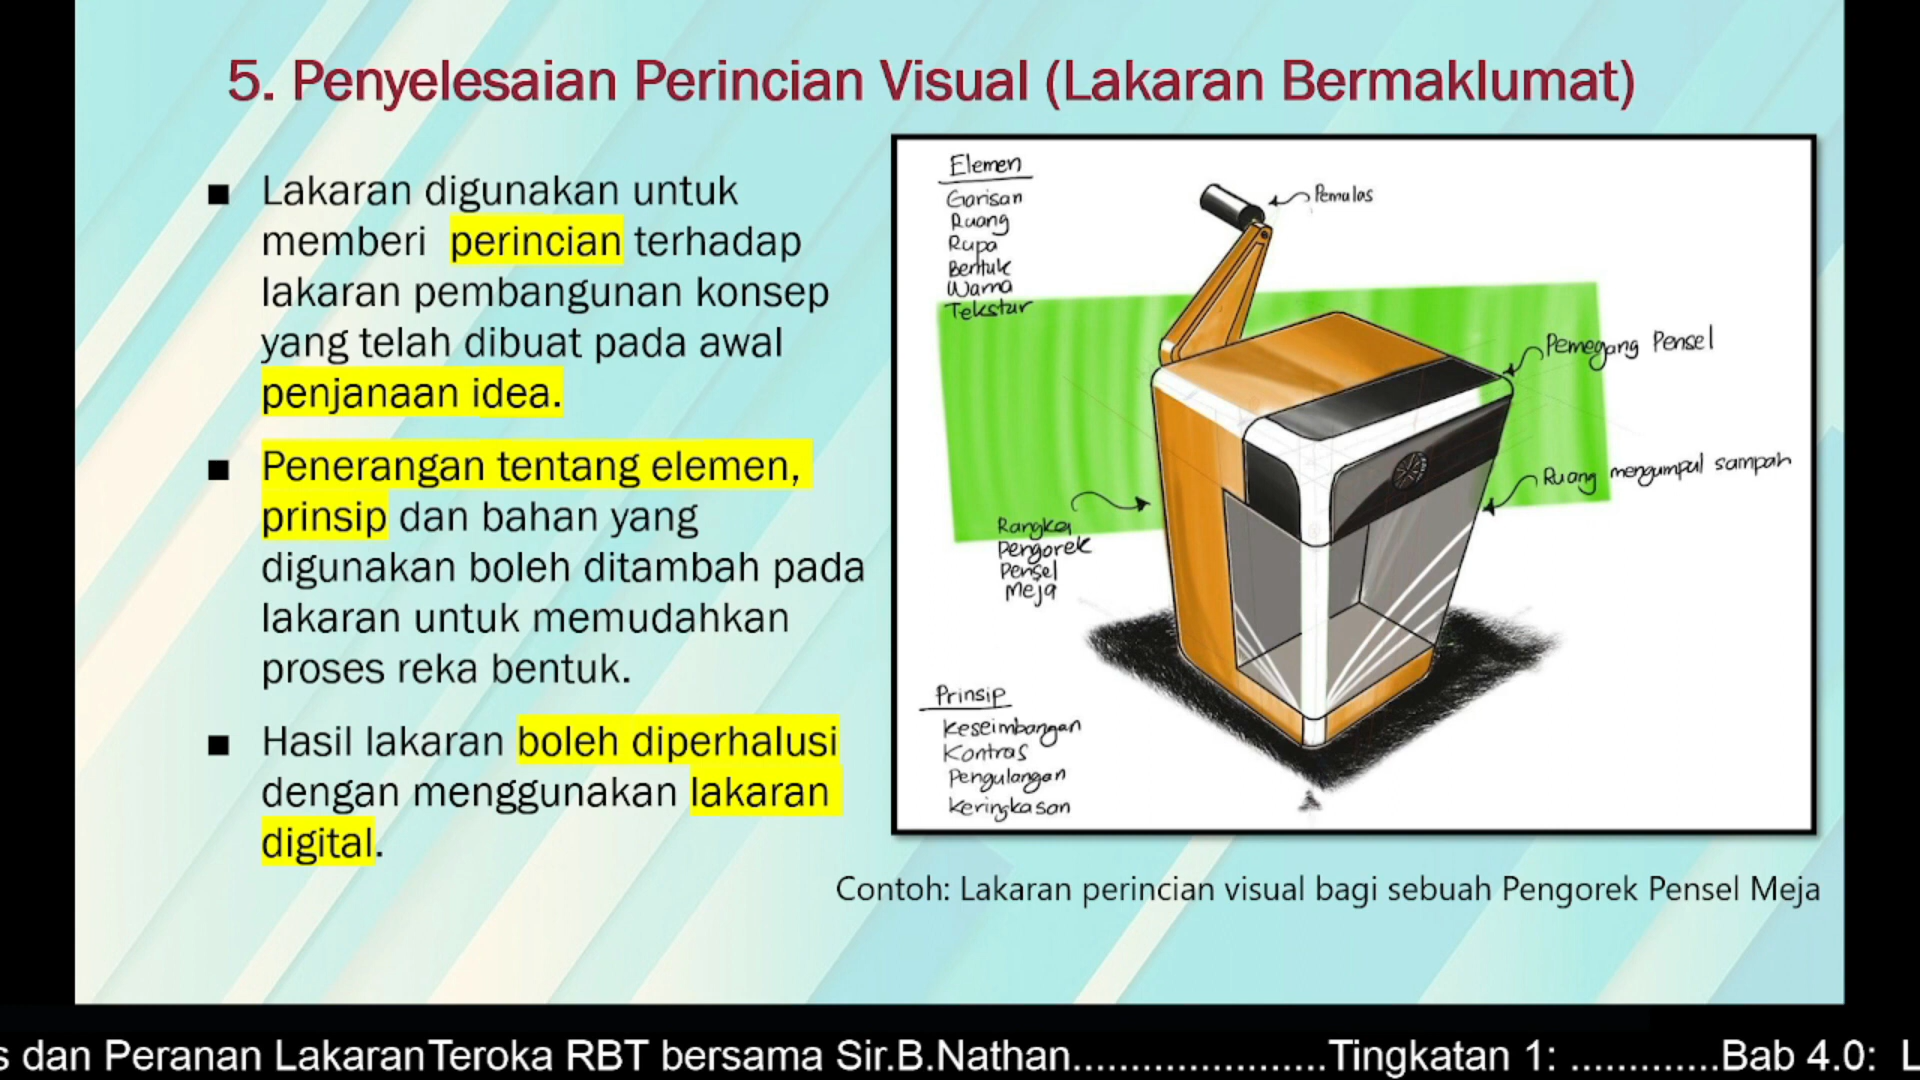 5. Penyelesaian Perincian Visual (Lakaran Bermaklumat)
■ Lakaran digunakan untuk
memberi perincian terhadap
lakaran pembangunan konsep
yang telah dibuat pada awal
penjanaan idea.
■ Penerangan tentang elemen,
prinsip dan bahan yang
digunakan boleh ditambah pada
lakaran untuk memudahkan
proses reka bentuk.
■ Hasil lakaran boleh diperhalusi
dengan menggunakan lakaran
digital.
Elemen
Garisan
Ruang
Rupa
Bentuk
Warna
Tekstur
Pemulas
Pemegang Pensel
Ruang mengumpul sampah
Rangka
Pengorek
Pensel
Meja
Prinsip
Keseimbangan
Kontras
Pengulangan
Keringkasan
Contoh: Lakaran perincian visual bagi sebuah Pengorek Pensel Meja
s dan Peranan LakaranTeroka RBT bersama Sir.B.Nathan......................Tingkatan 1: .............Bab 4.0: L